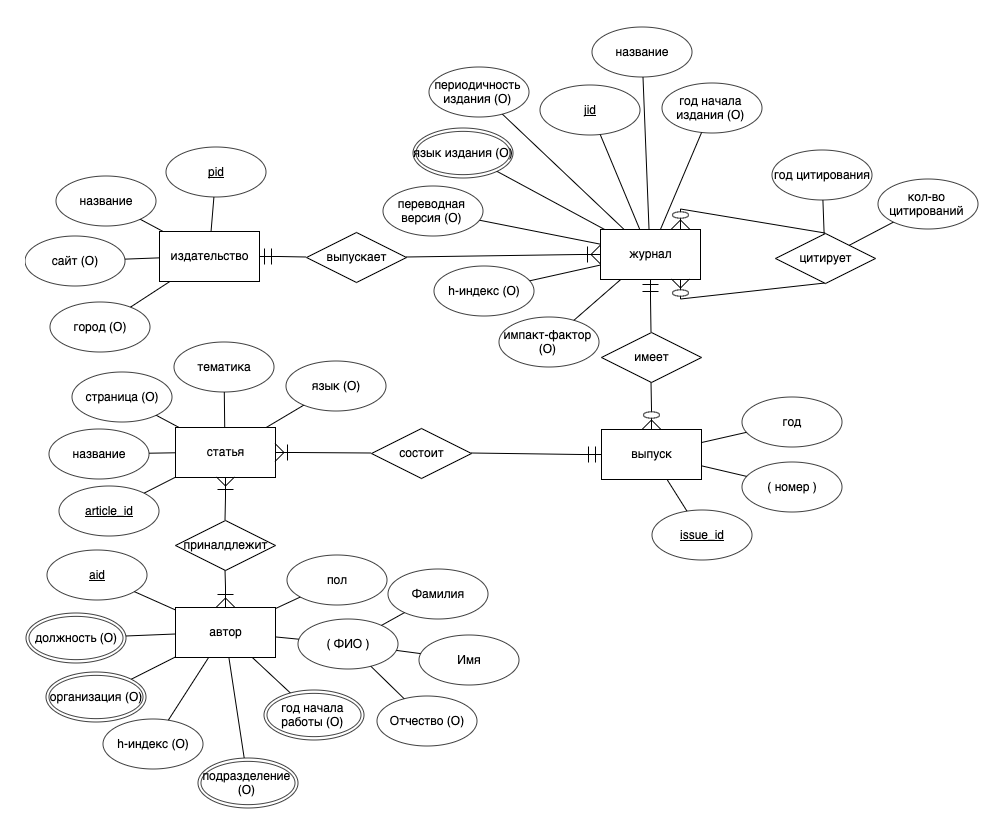 название
периодичность
издания (О)
jid
год начала
издания (О)
язык издания (О)
pid
название
переводная
версия (О)
год цитирования
кол-во
цитирований
сайт (О)
издательство
выпускает
журнал
цитирует
h-индекс (О)
город (О)
импакт-фактор
(О)
имеет
тематика
страница (О)
язык (О)
год
название
статья
состоит
выпуск
( номер )
article_id
issue_id
приналдлежит
aid
пол
Фамилия
должность (О)
автор
( ФИО )
Имя
организация (О)
год начала
работы (О)
Отчество (О)
h-индекс (О)
подразделение
(О)